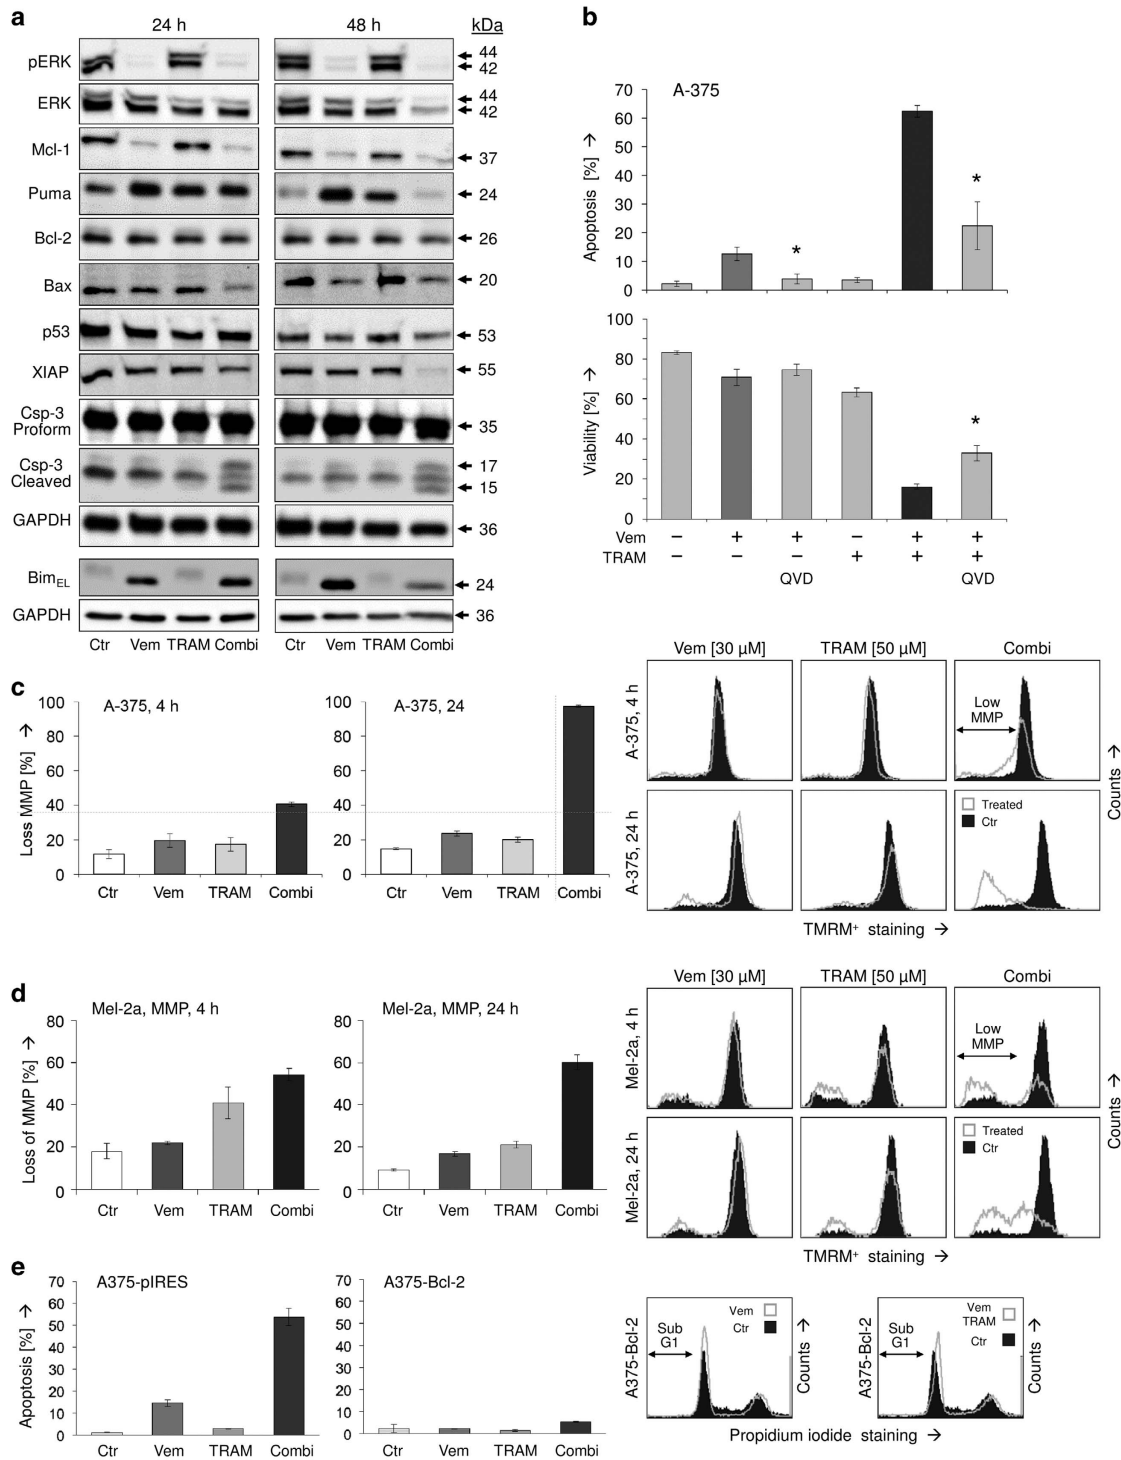 a
24 h 48 h kDa
pERK 44
42
ERK 44
42
Mcl-1 37
Puma 24
Bcl-2 26
Bax 20
p53 53
XIAP 55
Csp-3
Proform 35
Csp-3
Cleaved 17
15
GAPDH 36
BimEL 24
GAPDH 36
Ctr Vem TRAM Combi Ctr Vem TRAM Combi
b
A-375
Apoptosis [%] →
70
60
50
40
30
20
10
0
* *
Viability [%] →
100
80
60
40
20
0
*
Vem − + + − + +
TRAM − − − + + +
QVD QVD
c
A-375, 4 h
Loss MMP [%] →
100
80
60
40
20
0
Ctr Vem TRAM Combi
A-375, 24
100
80
60
40
20
0
Ctr Vem TRAM Combi
Vem [30 µM] TRAM [50 µM] Combi
A-375, 4 h
Low
MMP
A-375, 24 h
Treated
Ctr
Counts →
TMRM+ staining →
d
Mel-2a, MMP, 4 h
Loss of MMP [%] →
80
60
40
20
0
Ctr Vem TRAM Combi
Mel-2a, MMP, 24 h
80
60
40
20
0
Ctr Vem TRAM Combi
Vem [30 µM] TRAM [50 µM] Combi
Mel-2a, 4 h
Low
MMP
Mel-2a, 24 h
Treated
Ctr
Counts →
TMRM+ staining →
e
A375-pIRES
Apoptosis [%] →
70
60
50
40
30
20
10
0
Ctr Vem TRAM Combi
A375-Bcl-2
70
60
50
40
30
20
10
0
Ctr Vem TRAM Combi
A375-Bcl-2
Sub
G1
Vem
Ctr
Counts →
A375-Bcl-2
Sub
G1
Vem
TRAM
Ctr
Counts →
Propidium iodide staining →